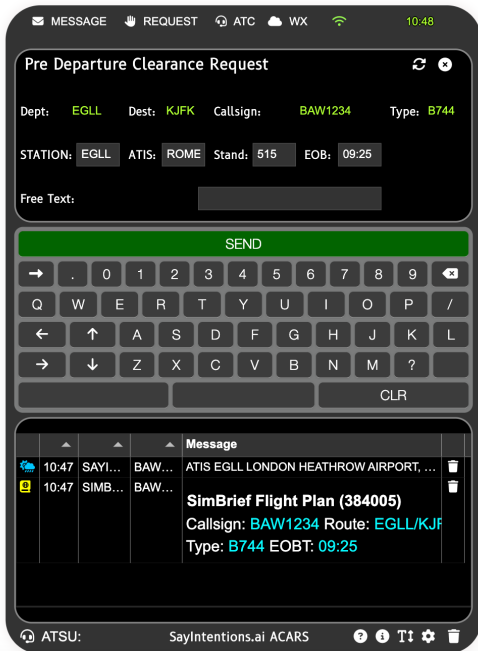 MESSAGE REQUEST ATC WX 10:48
Pre Departure Clearance Request
Dept: EGLL Dest: KJFK Callsign: BAW1234 Type: B744
STATION: EGLL ATIS: ROME Stand: 515 EOB: 09:25
Free Text:
SEND
→ . 0 1 2 3 4 5 6 7 8 9
Q W E R T Y U I O P /
← ↑ A S D F G H J K L
→ ↓ Z X C V B N M ?
CLR
Message
10:47 SAYI... BAW... ATIS EGLL LONDON HEATHROW AIRPORT, ...
10:47 SIMB... BAW...
SimBrief Flight Plan (384005)
Callsign: BAW1234 Route: EGLL/KJF
Type: B744 EOBT: 09:25
ATSU: SayIntentions.ai ACARS